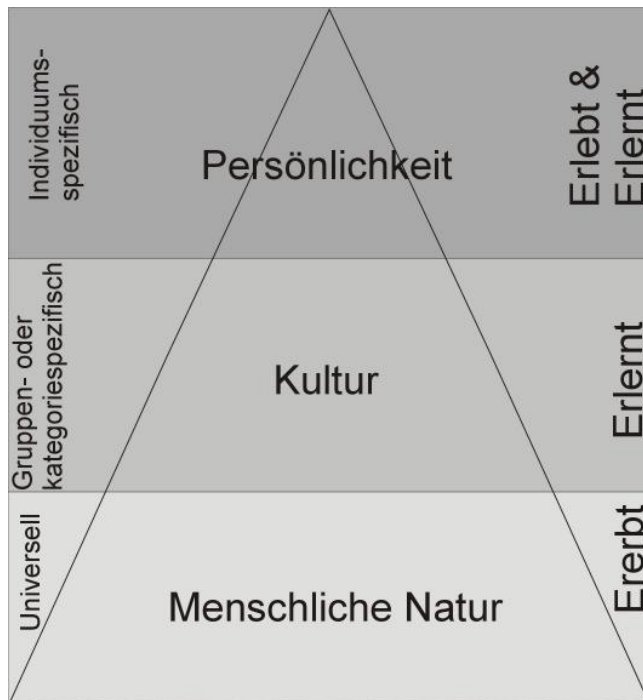 Individuums-
spezifisch
Persönlichkeit
Erlebt &
Erlernt
Gruppen- oder
kategoriespezifisch
Kultur
Erlernt
Universell
Menschliche Natur
Ererbt